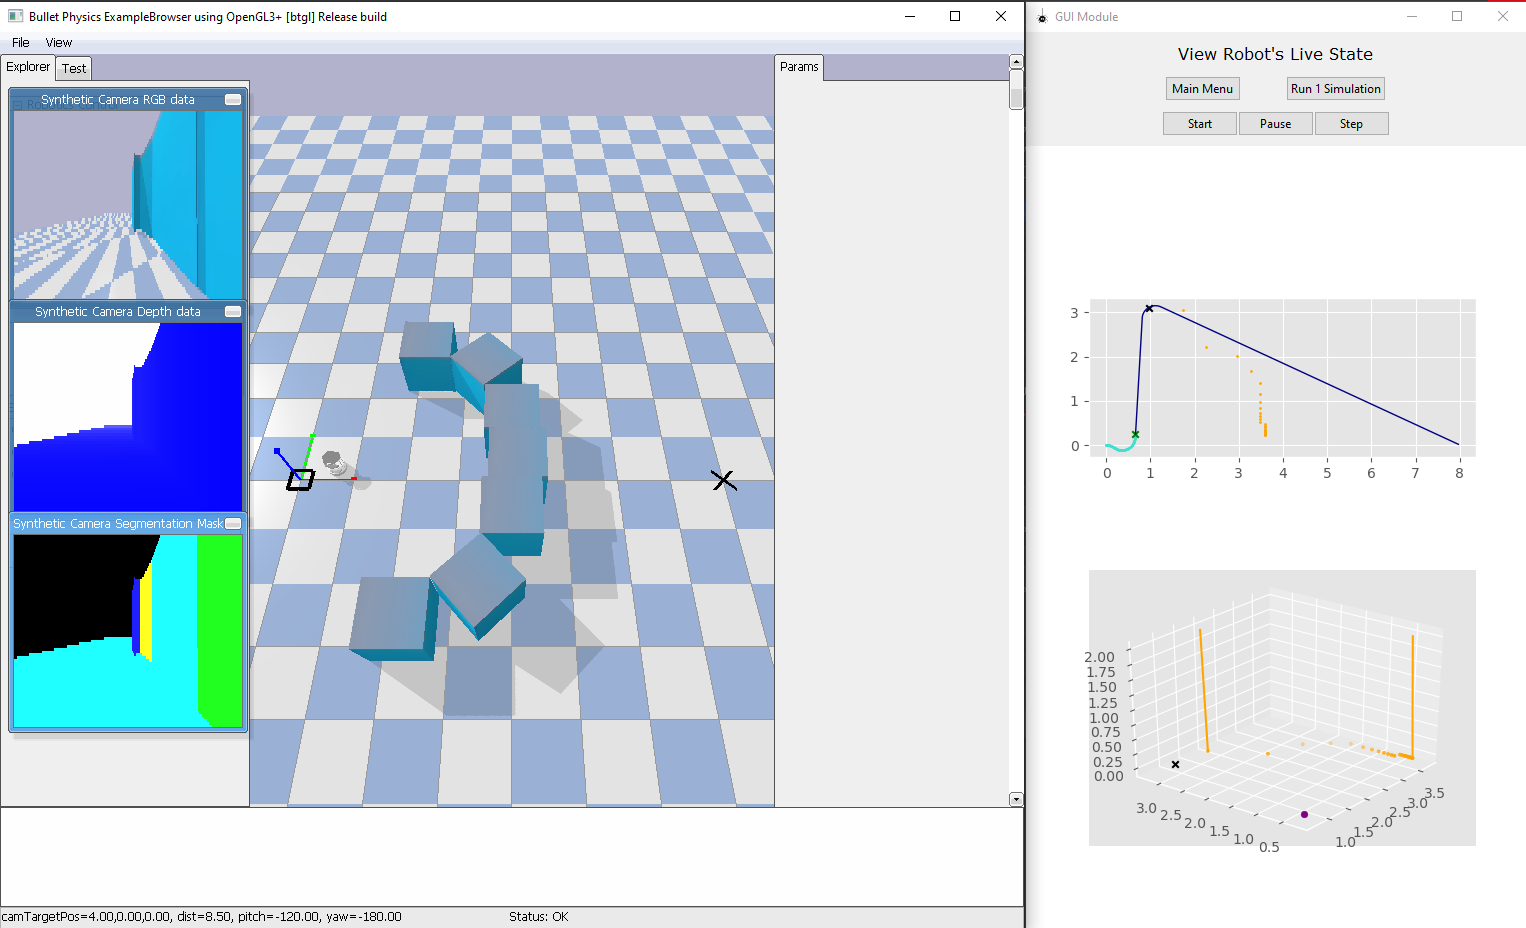 Bullet Physics ExampleBrowser using OpenGL3+ [btgl] Release build
File View
Explorer Test
Params
Synthetic Camera RGB data
Synthetic Camera Depth data
Synthetic Camera Segmentation Mask
camTargetPos=4.00,0.00,0.00, dist=8.50, pitch=-120.00, yaw=-180.00 Status: OK
GUI Module
View Robot's Live State
Main Menu Run 1 Simulation
Start Pause Step
3
2
1
0
0 1 2 3 4 5 6 7 8
2.00
1.75
1.50
1.25
1.00
0.75
0.50
0.25
0.00
3.0 2.5 2.0 1.5 1.0 0.5
1.0 1.5 2.0 2.5 3.0 3.5